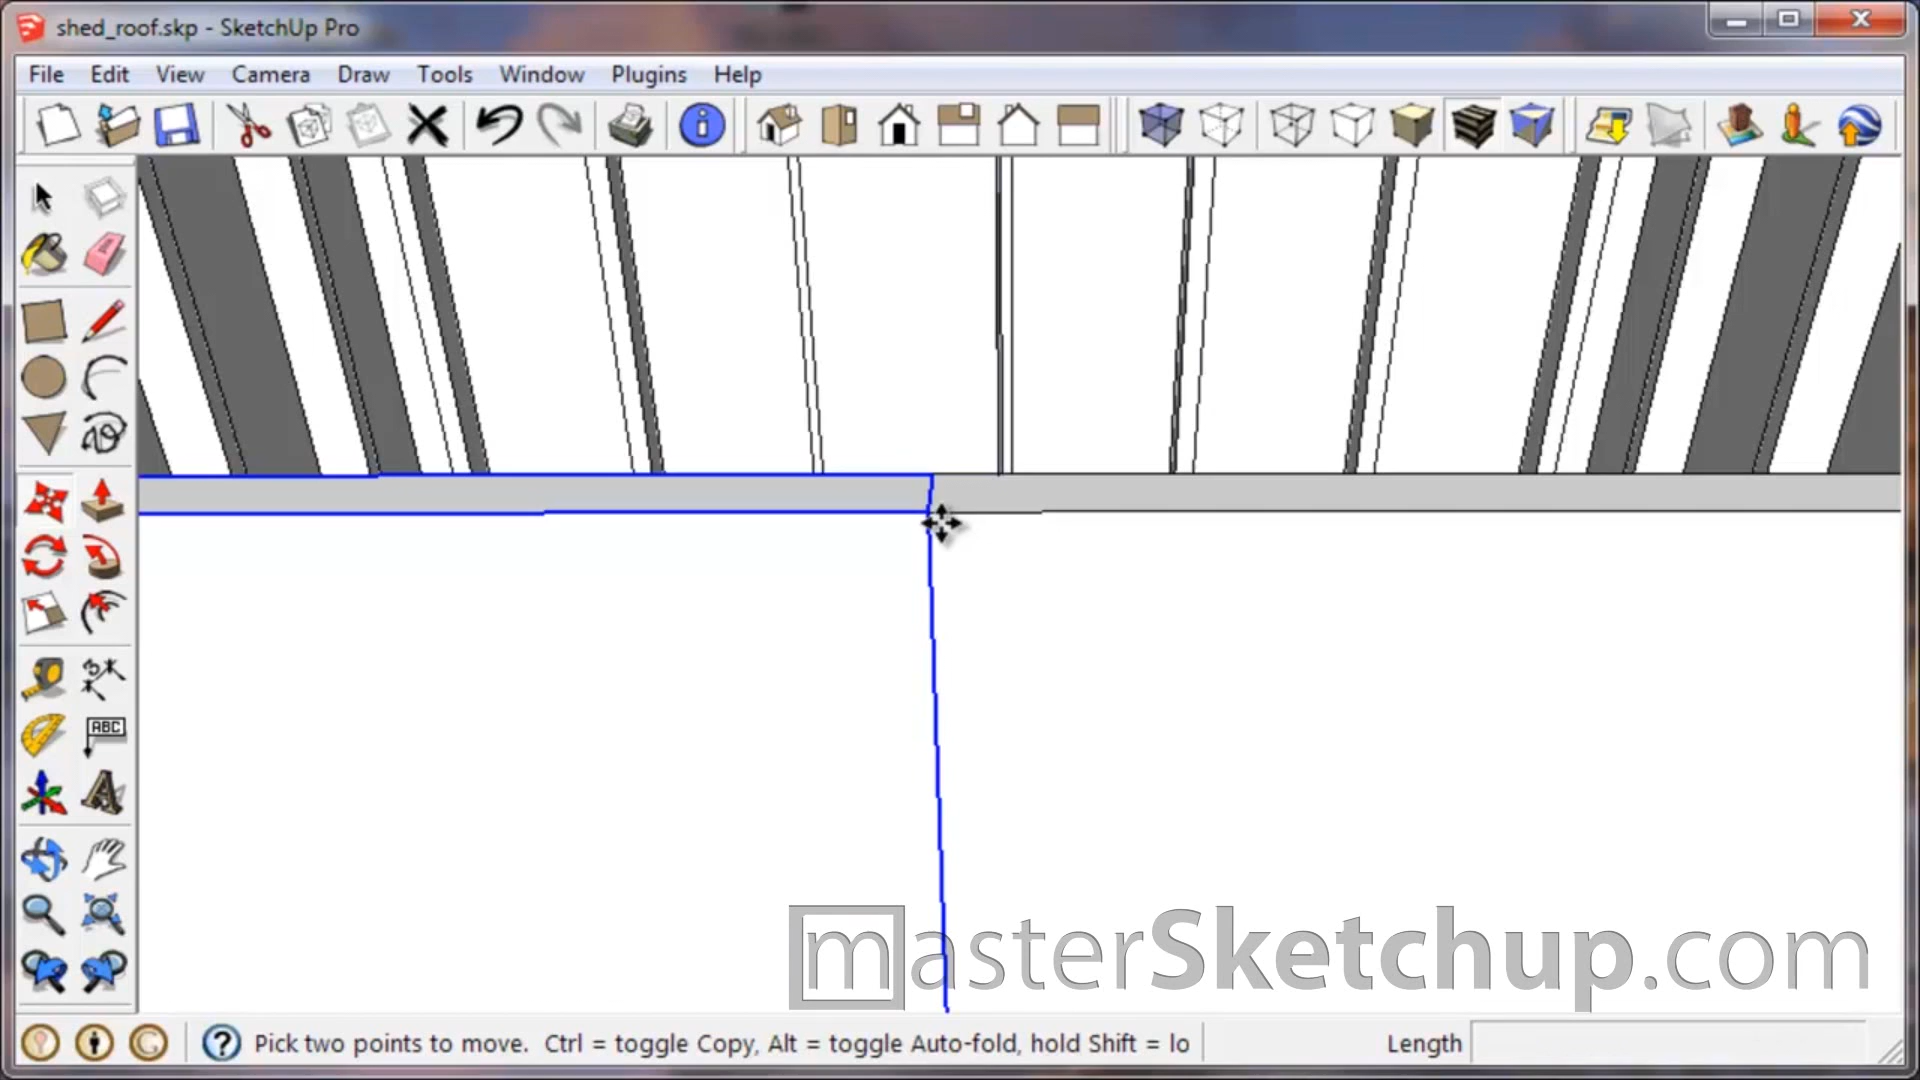 shed_roof.skp - SketchUp Pro
File Edit View Camera Draw Tools Window Plugins Help
ABC
masterSketchup.com
Pick two points to move.  Ctrl = toggle Copy, Alt = toggle Auto-fold, hold Shift = lo
Length